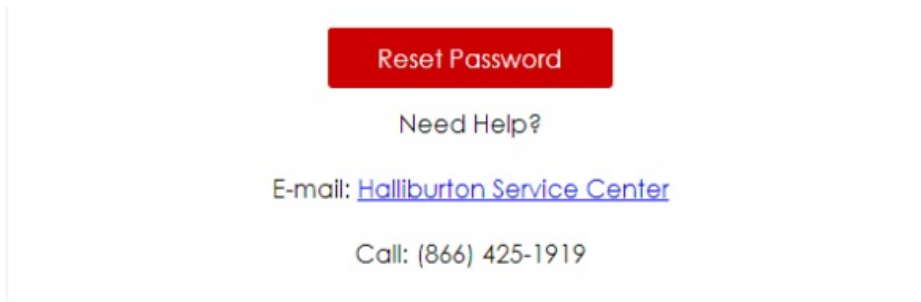 Reset Password
Need Help?
E-mail: Halliburton Service Center
Call: (866) 425-1919